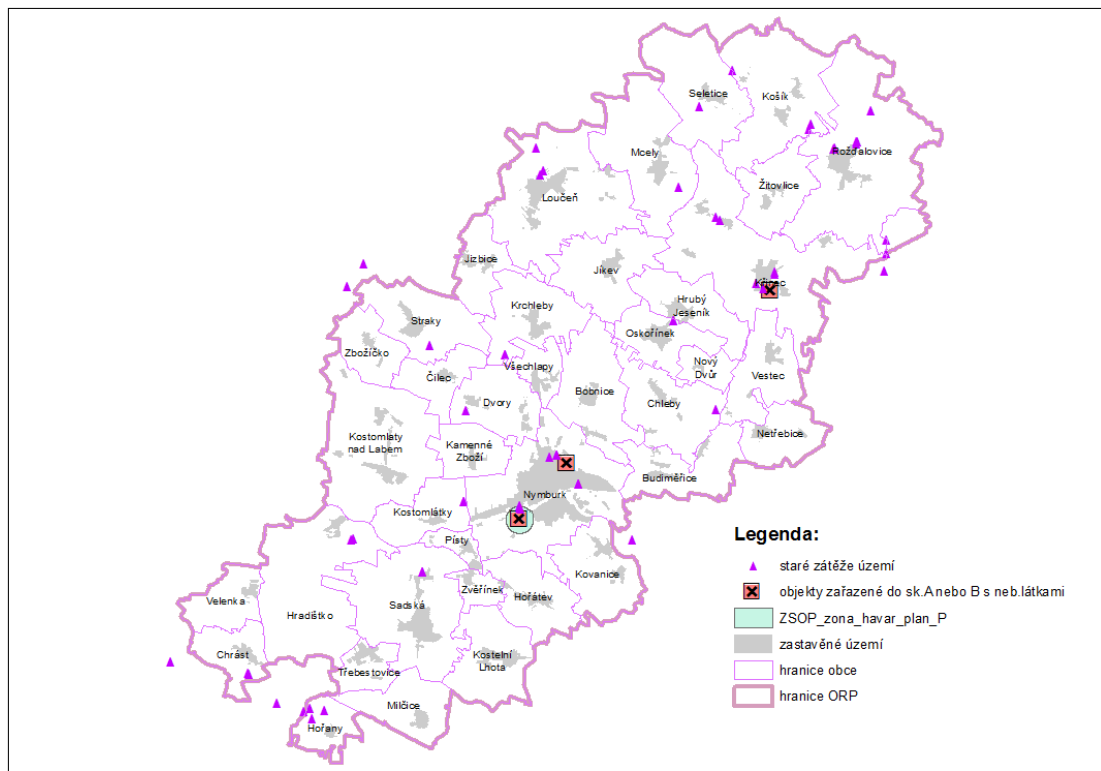 Seletice
Košík
Mcely
Rožďalovice
Žitovlice
Loučeň
Jizbice
Jíkev
Křinec
Hrubý
Jeseník
Krchleby
Straky
Oskořínek
Zbožíčko
Nový
Dvůr
Všechlapy
Vestec
Čilec
Bobnice
Chleby
Dvory
Netřebice
Kostomlaty
nad Labem
Kamenné
Zboží
Budiměřice
Nymburk
Kostomlátky
Písty
Kovanice
Zvěřínek
Hořátev
Velenka
Hradištko
Sadská
Chrást
Kostelní
Lhota
Třebestovice
Milčice
Hořany
Legenda:
staré zátěže území
objekty zařazené do sk.A nebo B s neb.látkami
ZSOP_zona_havar_plan_P
zastavěné území
hranice obce
hranice ORP